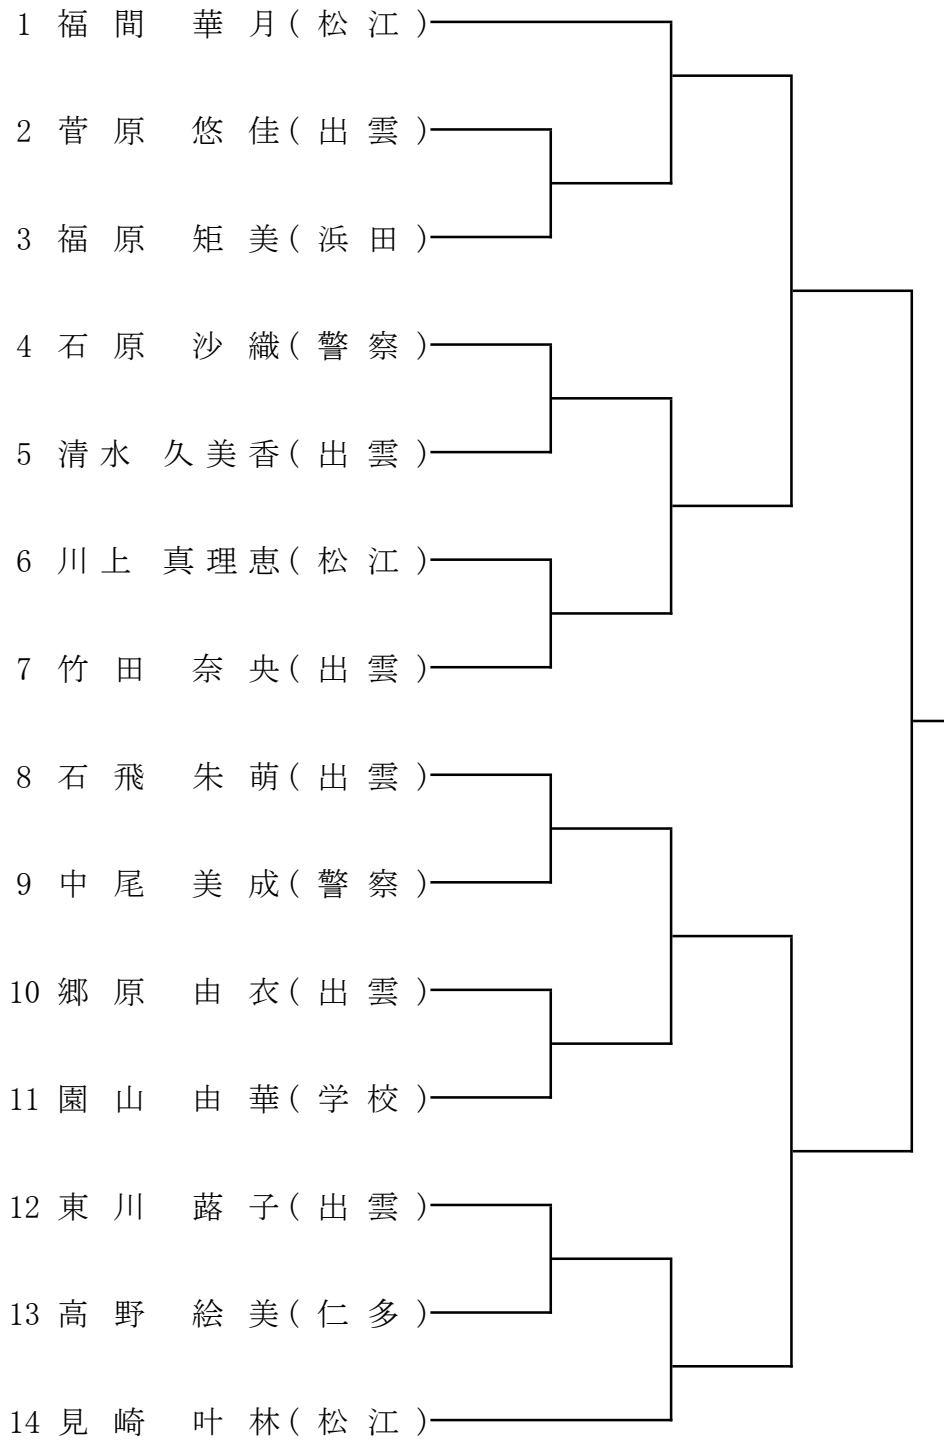 1 福間 華月(松江)
2 菅原 悠佳(出雲)
3 福原 矩美(浜田)
4 石原 沙織(警察)
5 清水 久美香(出雲)
6 川上 真理恵(松江)
7 竹田 奈央(出雲)
8 石飛 朱萌(出雲)
9 中尾 美成(警察)
10 郷原 由衣(出雲)
11 園山 由華(学校)
12 東川 蕗子(出雲)
13 高野 絵美(仁多)
14 見崎 叶林(松江)